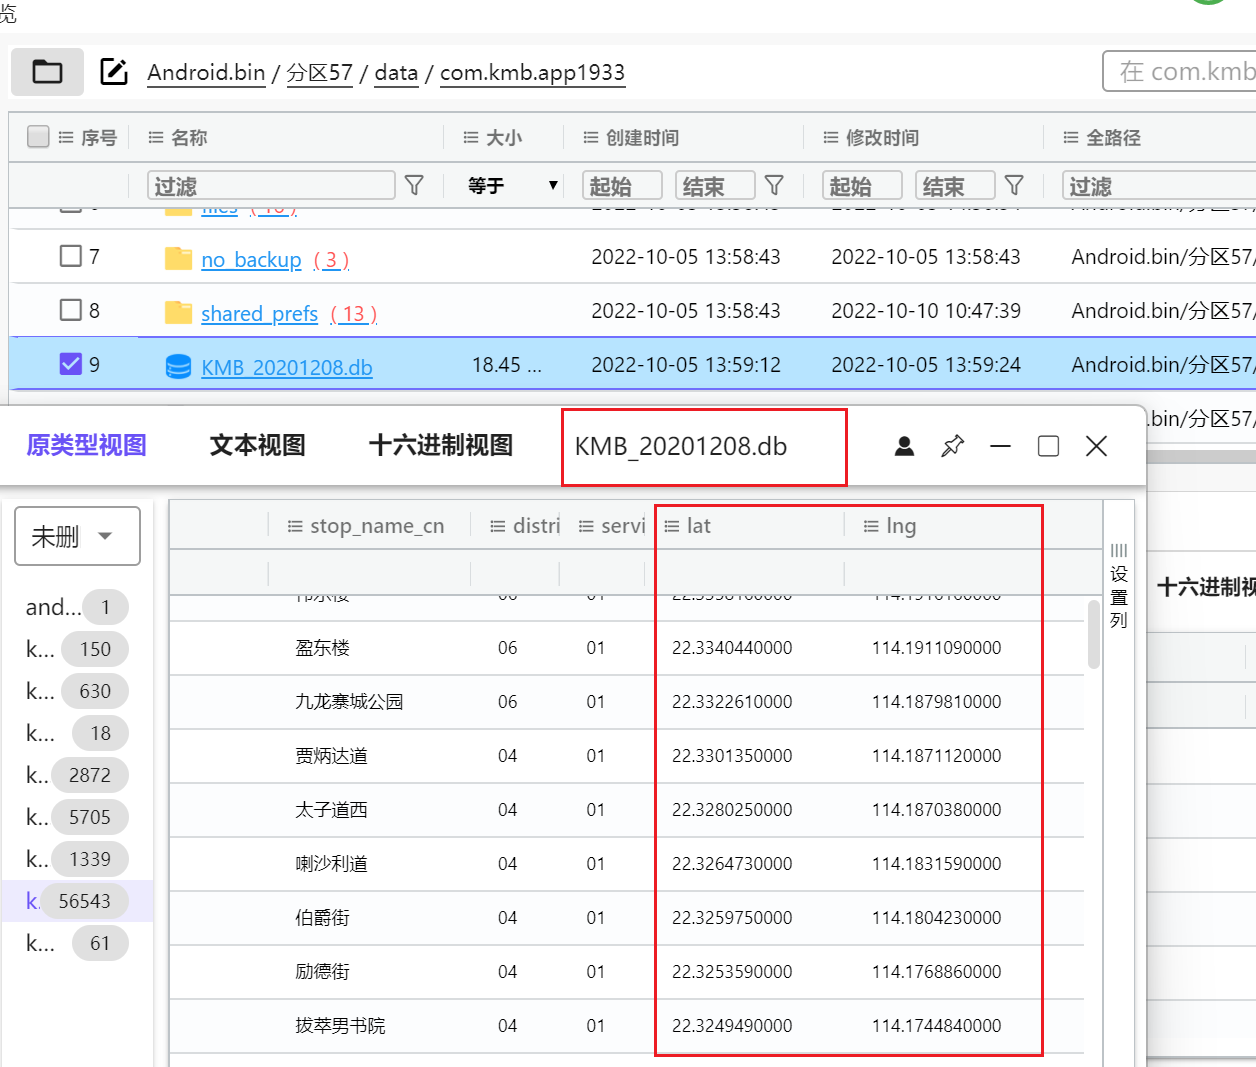 览
Android.bin / 分区57 / data / com.kmb.app1933
在 com.kmb
序号 名称 大小 创建时间 修改时间 全路径
过滤 等于 起始 结束 起始 结束 过滤
7 no_backup ( 3 ) 2022-10-05 13:58:43 2022-10-05 13:58:43 Android.bin/分区57/
8 shared_prefs ( 13 ) 2022-10-05 13:58:43 2022-10-10 10:47:39 Android.bin/分区57/
9 KMB_20201208.db 18.45 ... 2022-10-05 13:59:12 2022-10-05 13:59:24 Android.bin/分区57/
.bin/分区57/
原类型视图 文本视图 十六进制视图 KMB_20201208.db
未删
stop_name_cn distri servi lat lng
设置列
十六进制视
and... 1
k... 150
k... 630
k... 18
k.. 2872
k.. 5705
k.. 1339
k. 56543
k... 61
盈东楼 06 01 22.3340440000 114.1911090000
九龙寨城公园 06 01 22.3322610000 114.1879810000
贾炳达道 04 01 22.3301350000 114.1871120000
太子道西 04 01 22.3280250000 114.1870380000
喇沙利道 04 01 22.3264730000 114.1831590000
伯爵街 04 01 22.3259750000 114.1804230000
励德街 04 01 22.3253590000 114.1768860000
拔萃男书院 04 01 22.3249490000 114.1744840000